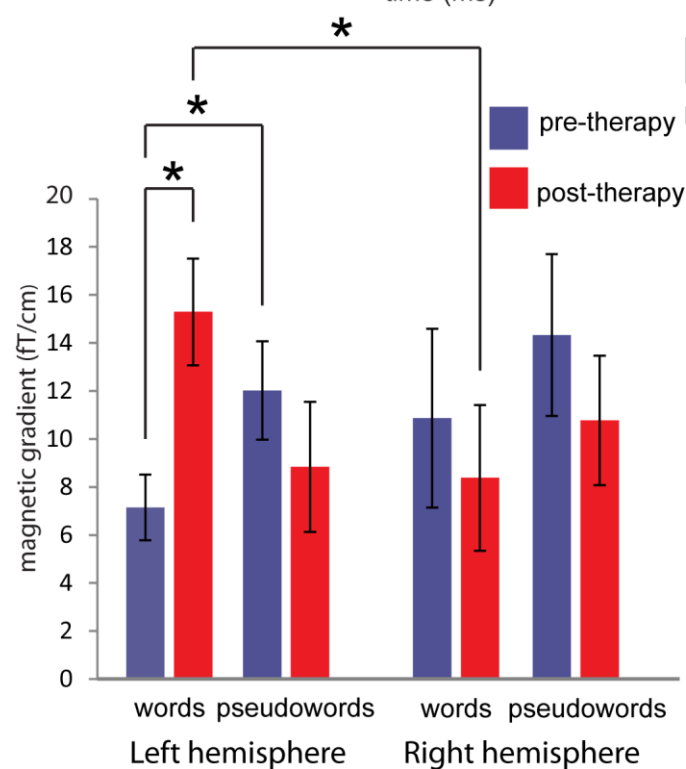 *
*
*
pre-therapy
post-therapy
20
18
16
14
12
10
8
6
4
2
0
magnetic gradient (fT/cm)
words pseudowords words pseudowords
Left hemisphere Right hemisphere